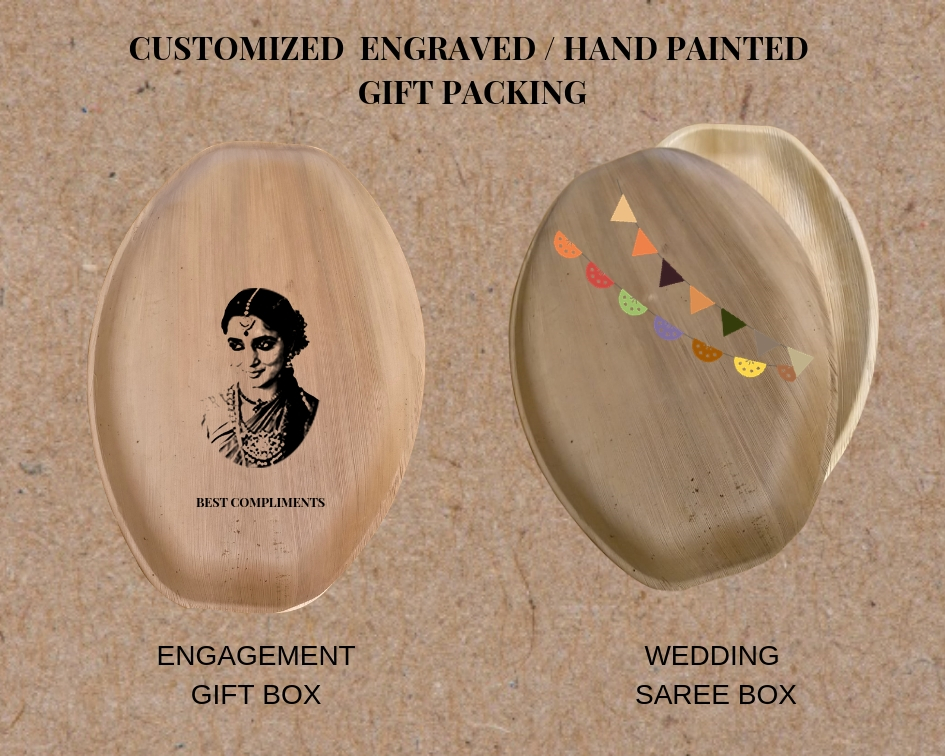 CUSTOMIZED ENGRAVED / HAND PAINTED
GIFT PACKING
BEST COMPLIMENTS
ENGAGEMENT
GIFT BOX
WEDDING
SAREE BOX